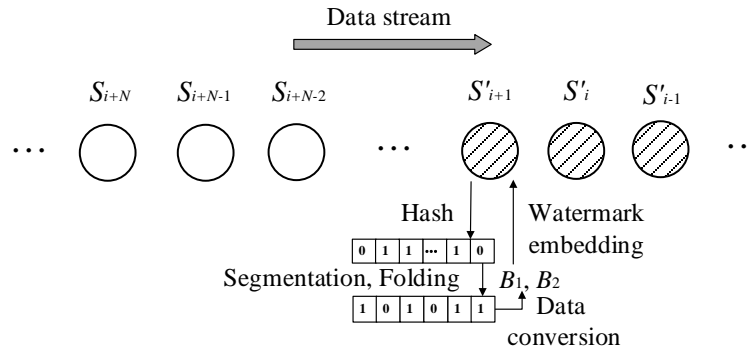 Data stream
S_{i+N} S_{i+N-1} S_{i+N-2} S'_{i+1} S'_i S'_{i-1}
... ... ..
Hash Watermark
embedding
0 1 1 ... 1 0
Segmentation, Folding B_1, B_2
1 0 1 0 1 1 Data
conversion